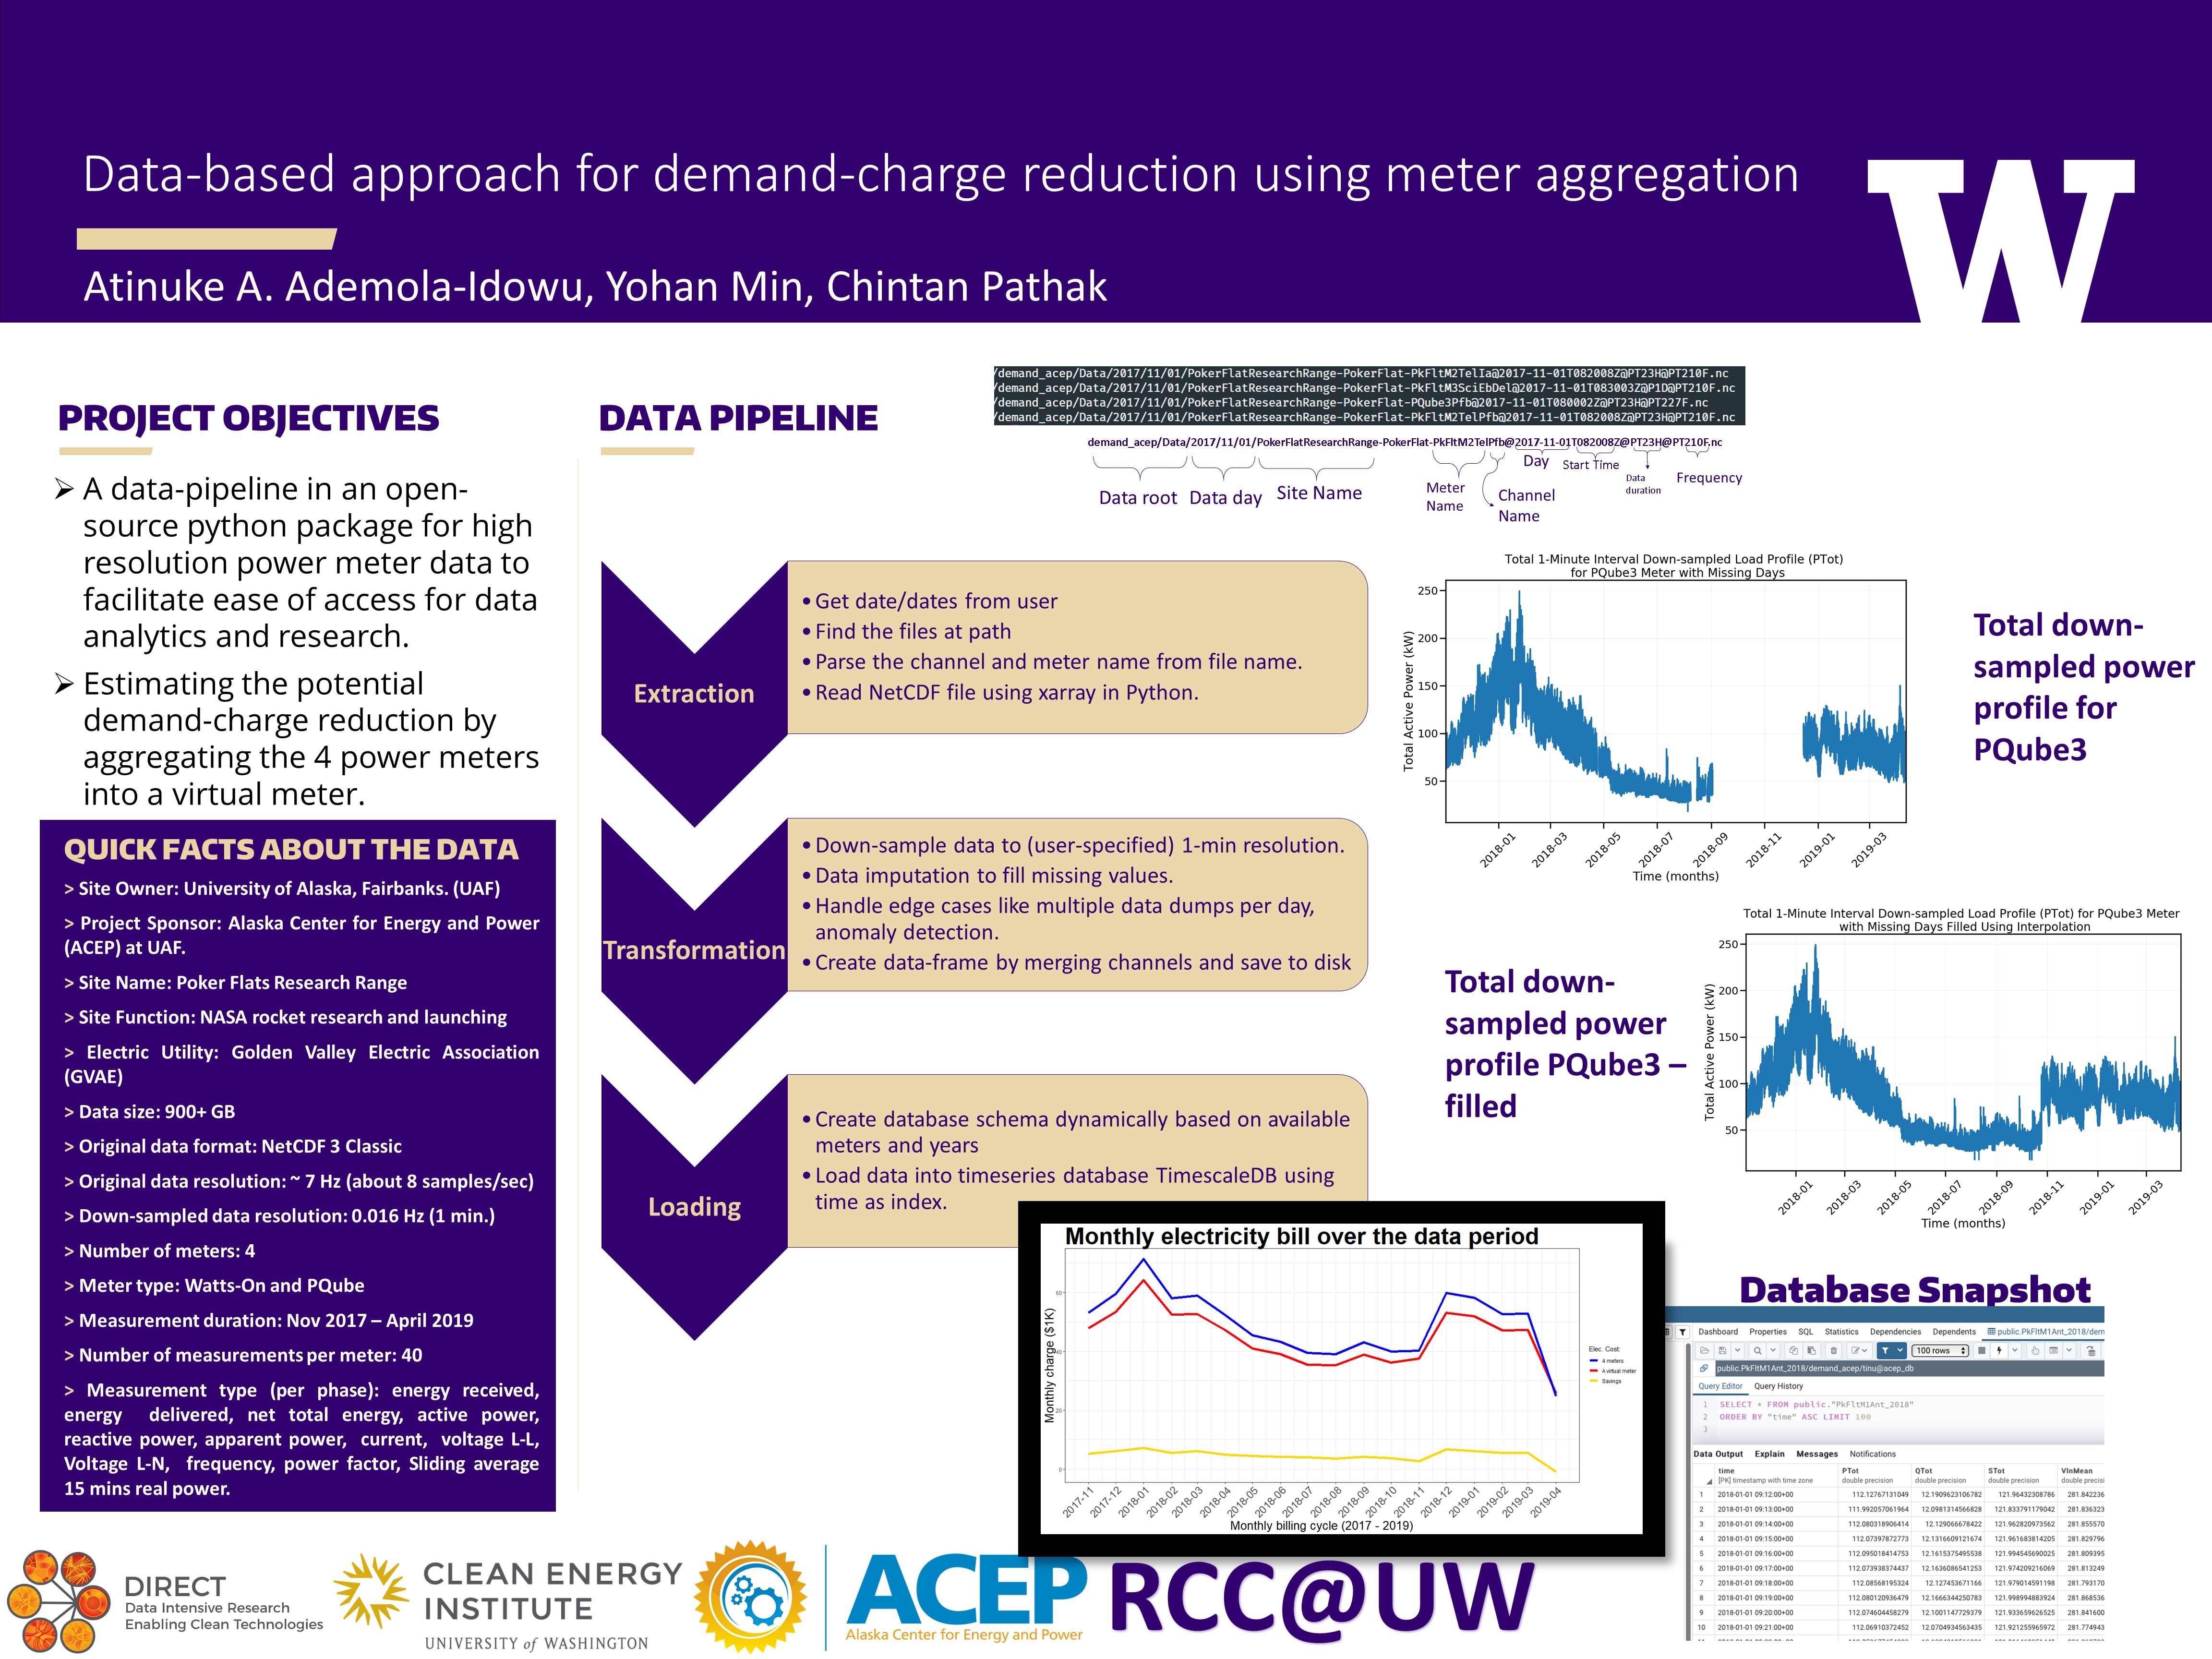 Data-based approach for demand-charge reduction using meter aggregation
Atinuke A. Ademola-Idowu, Yohan Min, Chintan Pathak
W
PROJECT OBJECTIVES
➢ A data-pipeline in an open-
source python package for high
resolution power meter data to
facilitate ease of access for data
analytics and research.
➢ Estimating the potential
demand-charge reduction by
aggregating the 4 power meters
into a virtual meter.
QUICK FACTS ABOUT THE DATA
> Site Owner: University of Alaska, Fairbanks. (UAF)
> Project Sponsor: Alaska Center for Energy and Power
(ACEP) at UAF.
> Site Name: Poker Flats Research Range
> Site Function: NASA rocket research and launching
> Electric Utility: Golden Valley Electric Association
(GVAE)
> Data size: 900+ GB
> Original data format: NetCDF 3 Classic
> Original data resolution: ~ 7 Hz (about 8 samples/sec)
> Down-sampled data resolution: 0.016 Hz (1 min.)
> Number of meters: 4
> Meter type: Watts-On and PQube
> Measurement duration: Nov 2017 – April 2019
> Number of measurements per meter: 40
> Measurement type (per phase): energy received,
energy delivered, net total energy, active power,
reactive power, apparent power, current, voltage L-L,
Voltage L-N, frequency, power factor, Sliding average
15 mins real power.
DATA PIPELINE
/demand_acep/Data/2017/11/01/PokerFlatResearchRange-PokerFlat-PkFltM2TelIa@2017-11-01T082008Z@PT23H@PT210F.nc
/demand_acep/Data/2017/11/01/PokerFlatResearchRange-PokerFlat-PkFltM3SciEbDel@2017-11-01T083003Z@P1D@PT210F.nc
/demand_acep/Data/2017/11/01/PokerFlatResearchRange-PokerFlat-PQube3Pfb@2017-11-01T080002Z@PT23H@PT227F.nc
/demand_acep/Data/2017/11/01/PokerFlatResearchRange-PokerFlat-PkFltM2TelPfb@2017-11-01T082008Z@PT23H@PT210F.nc
demand_acep/Data/2017/11/01/PokerFlatResearchRange-PokerFlat-PkFltM2TelPfb@2017-11-01T082008Z@PT23H@PT210F.nc
Data root
Data day
Site Name
Meter
Name
Channel
Name
Day
Start Time
Data
duration
Frequency
Extraction
• Get date/dates from user
• Find the files at path
• Parse the channel and meter name from file name.
• Read NetCDF file using xarray in Python.
Transformation
• Down-sample data to (user-specified) 1-min resolution.
• Data imputation to fill missing values.
• Handle edge cases like multiple data dumps per day,
anomaly detection.
• Create data-frame by merging channels and save to disk
Loading
• Create database schema dynamically based on available
meters and years
• Load data into timeseries database TimescaleDB using
time as index.
Total 1-Minute Interval Down-sampled Load Profile (PTot)
for PQube3 Meter with Missing Days
Total Active Power (kW)
250
200
150
100
50
2018-01
2018-03
2018-05
2018-07
2018-09
2018-11
2019-01
2019-03
Time (months)
Total down-
sampled power
profile for
PQube3
Total down-
sampled power
profile PQube3 –
filled
Total 1-Minute Interval Down-sampled Load Profile (PTot) for PQube3 Meter
with Missing Days Filled Using Interpolation
Total Active Power (kW)
250
200
150
100
50
2018-01
2018-03
2018-05
2018-07
2018-09
2018-11
2019-01
2019-03
Time (months)
Monthly electricity bill over the data period
Monthly charge ($1K)
60
40
20
0
2017-11
2017-12
2018-01
2018-02
2018-03
2018-04
2018-05
2018-06
2018-07
2018-08
2018-09
2018-10
2018-11
2018-12
2019-01
2019-02
2019-03
2019-04
Monthly billing cycle (2017 - 2019)
Elec. Cost:
4 meters
A virtual meter
Savings
Database Snapshot
Dashboard Properties SQL Statistics Dependencies Dependents public.PkFltM1Ant_2018/dem
100 rows
public.PkFltM1Ant_2018/demand_acep/tinu@acep_db
Query Editor Query History
1 SELECT * FROM public."PkFltM1Ant_2018"
2 ORDER BY "time" ASC LIMIT 100
3
Data Output Explain Messages Notifications
time PTot QTot STot VlnMean
[PK] timestamp with time zone double precision double precision double precision double precisi
1 2018-01-01 09:12:00+00 112.12767131049 12.1909623106782 121.96432308786 281.842236
2 2018-01-01 09:13:00+00 111.992057061964 12.0981314566828 121.833791179042 281.836323
3 2018-01-01 09:14:00+00 112.080318906414 12.129066678422 121.962820973562 281.855570
4 2018-01-01 09:15:00+00 112.07397872773 12.1316609121674 121.961683814205 281.829796
5 2018-01-01 09:16:00+00 112.095018414753 12.1615375495538 121.994545690025 281.809395
6 2018-01-01 09:17:00+00 112.073938374437 12.1636086541253 121.974209216069 281.813249
7 2018-01-01 09:18:00+00 112.08568195324 12.127453671166 121.979014591198 281.793170
8 2018-01-01 09:19:00+00 112.080120936479 12.1666344250783 121.998994883924 281.868536
9 2018-01-01 09:20:00+00 112.074604458279 12.1001147729379 121.933659626525 281.841600
10 2018-01-01 09:21:00+00 112.06910372452 12.0704934563435 121.921255965972 281.774943
DIRECT
Data Intensive Research
Enabling Clean Technologies
CLEAN ENERGY
INSTITUTE
UNIVERSITY of WASHINGTON
ACEP
Alaska Center for Energy and Power
RCC@UW